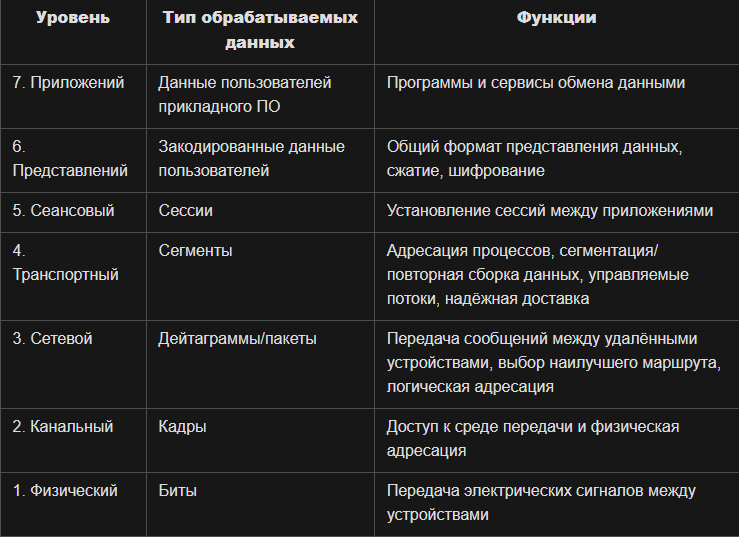 Уровень
Тип обрабатываемых
данных
Функции
7. Приложений
Данные пользователей
прикладного ПО
Программы и сервисы обмена данными
6.
Представлений
Закодированные данные
пользователей
Общий формат представления данных,
сжатие, шифрование
5. Сеансовый
Сессии
Установление сессий между приложениями
4.
Транспортный
Сегменты
Адресация процессов, сегментация/
повторная сборка данных, управляемые
потоки, надёжная доставка
3. Сетевой
Дейтаграммы/пакеты
Передача сообщений между удалёнными
устройствами, выбор наилучшего маршрута,
логическая адресация
2. Канальный
Кадры
Доступ к среде передачи и физическая
адресация
1. Физический
Биты
Передача электрических сигналов между
устройствами